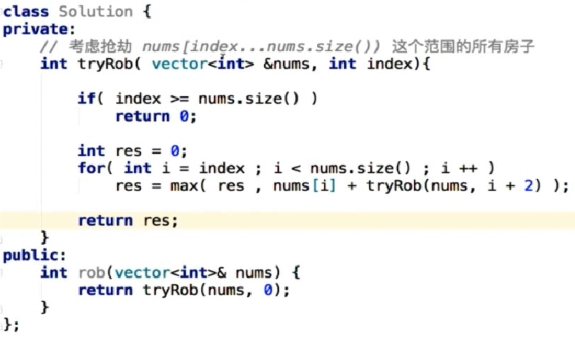 class Solution {
private:
    // 考虑抢劫 nums[index...nums.size()) 这个范围的所有房子
    int tryRob( vector<int> &nums, int index){
        if( index >= nums.size() )
            return 0;
        int res = 0;
        for( int i = index ; i < nums.size() ; i ++ )
            res = max( res , nums[i] + tryRob(nums, i + 2) );
        return res;
    }
public:
    int rob(vector<int>& nums) {
        return tryRob(nums, 0);
    }
};